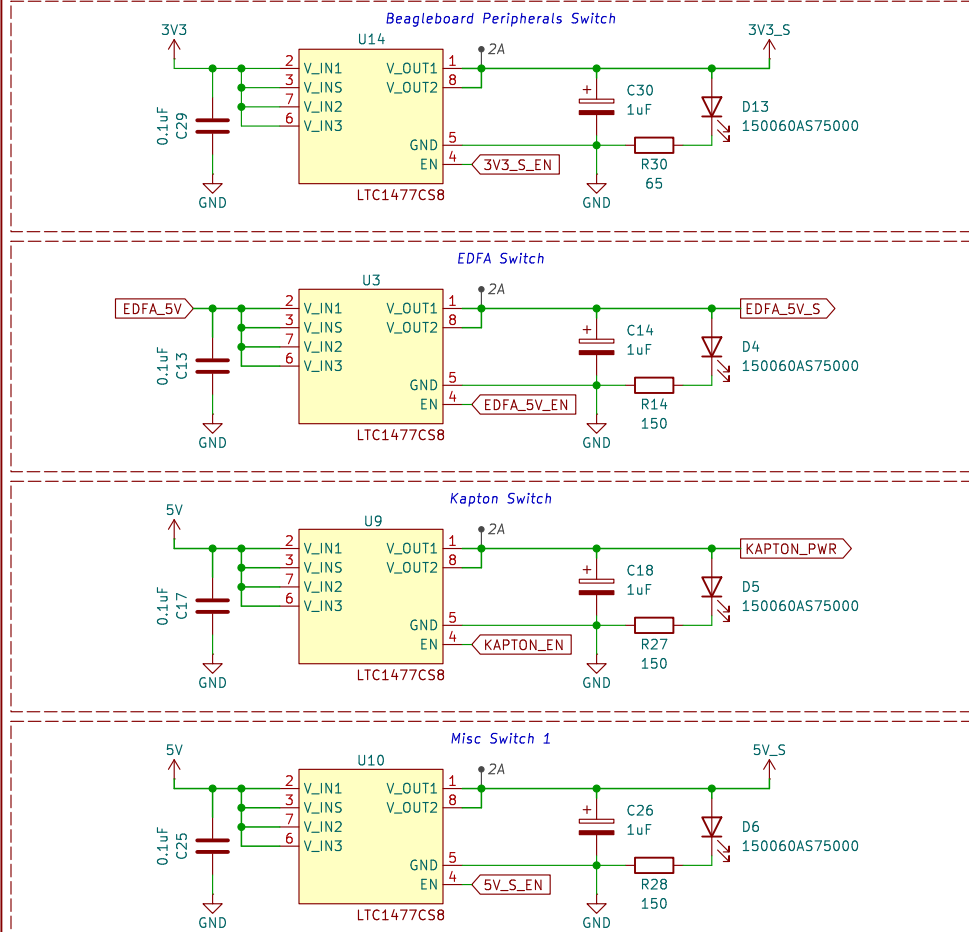 Beagleboard Peripherals Switch
3V3
U14
2A
3V3_S
2 V_IN1 V_OUT1 1
3 V_INS V_OUT2 8
7 V_IN2
6 V_IN3
GND 5
EN 4 3V3_S_EN
LTC1477CS8
0.1uF
C29
GND
+ C30
1uF
D13
150060AS75000
R30
65
GND
EDFA Switch
EDFA_5V
U3
2A
EDFA_5V_S
2 V_IN1 V_OUT1 1
3 V_INS V_OUT2 8
7 V_IN2
6 V_IN3
GND 5
EN 4 EDFA_5V_EN
LTC1477CS8
0.1uF
C13
GND
+ C14
1uF
D4
150060AS75000
R14
150
GND
Kapton Switch
5V
U9
2A
KAPTON_PWR
2 V_IN1 V_OUT1 1
3 V_INS V_OUT2 8
7 V_IN2
6 V_IN3
GND 5
EN 4 KAPTON_EN
LTC1477CS8
0.1uF
C17
GND
+ C18
1uF
D5
150060AS75000
R27
150
GND
Misc Switch 1
5V
U10
2A
5V_S
2 V_IN1 V_OUT1 1
3 V_INS V_OUT2 8
7 V_IN2
6 V_IN3
GND 5
EN 4 5V_S_EN
LTC1477CS8
0.1uF
C25
GND
+ C26
1uF
D6
150060AS75000
R28
150
GND